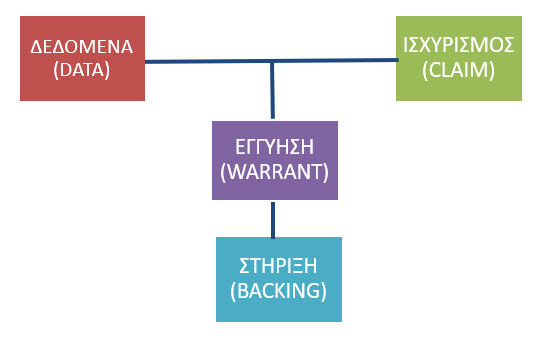 ΔΕΔΟΜΕΝΑ
(DATA)
ΙΣΧΥΡΙΣΜΟΣ
(CLAIM)
ΕΓΓΥΗΣΗ
(WARRANT)
ΣΤΗΡΙΞΗ
(BACKING)